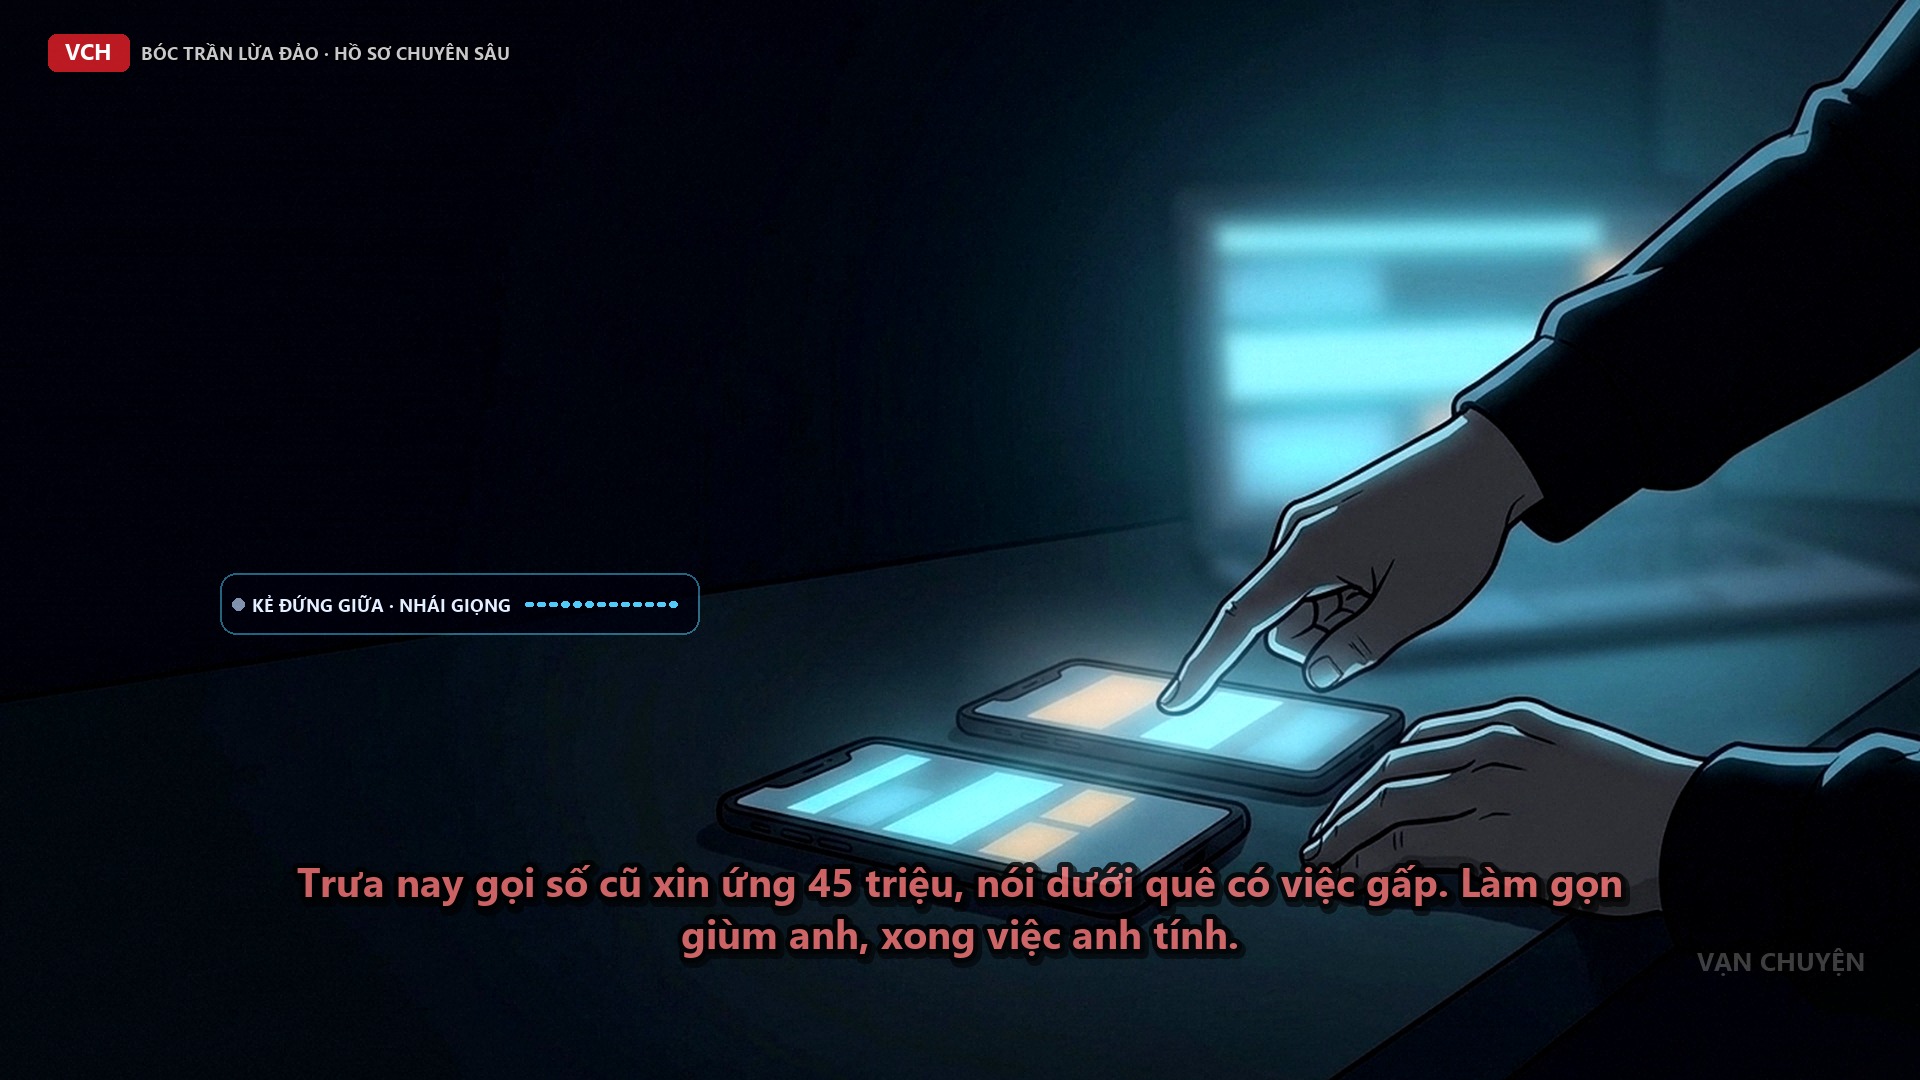 VCH BÓC TRẦN LỪA ĐẢO · HỒ SƠ CHUYÊN SÂU
KẺ ĐỨNG GIỮA · NHÁI GIỌNG
Trưa nay gọi số cũ xin ứng 45 triệu, nói dưới quê có việc gấp. Làm gọn
giùm anh, xong việc anh tính.
VẠN CHUYỆN